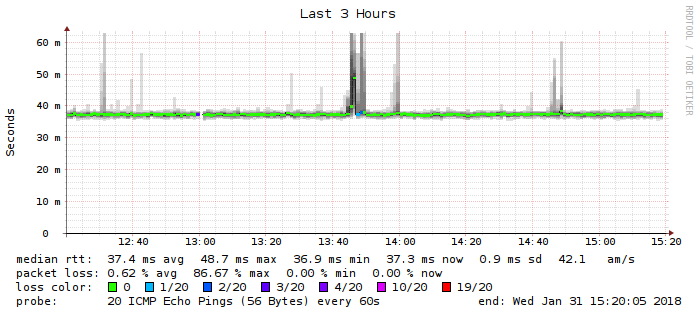 Last 3 Hours
RRDTOOL / TOBI OETIKER
Seconds
60 m
50 m
40 m
30 m
20 m
10 m
0
12:40 13:00 13:20 13:40 14:00 14:20 14:40 15:00 15:20
median rtt: 37.4 ms avg 48.7 ms max 36.9 ms min 37.3 ms now 0.9 ms sd 42.1 am/s
packet loss: 0.62 % avg 86.67 % max 0.00 % min 0.00 % now
loss color: 0 1/20 2/20 3/20 4/20 10/20 19/20
probe: 20 ICMP Echo Pings (56 Bytes) every 60s end: Wed Jan 31 15:20:05 2018